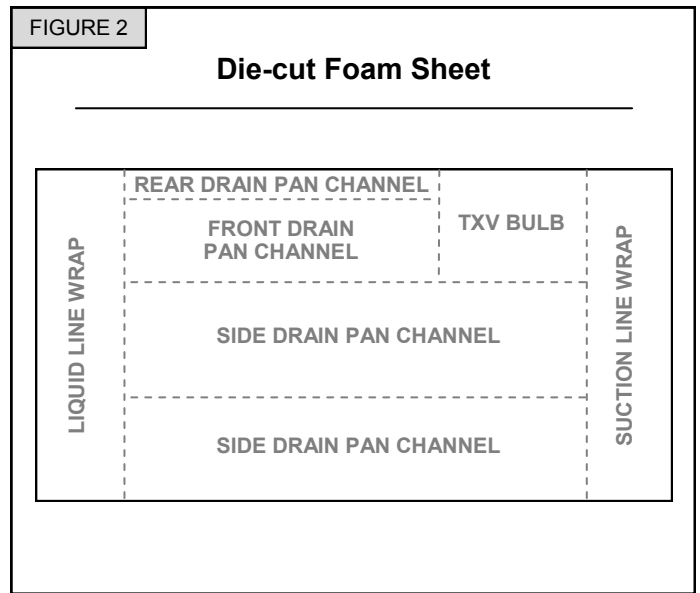 FIGURE 2
Die-cut Foam Sheet
REAR DRAIN PAN CHANNEL
FRONT DRAIN
PAN CHANNEL
TXV BULB
LIQUID LINE WRAP
SUCTION LINE WRAP
SIDE DRAIN PAN CHANNEL
SIDE DRAIN PAN CHANNEL